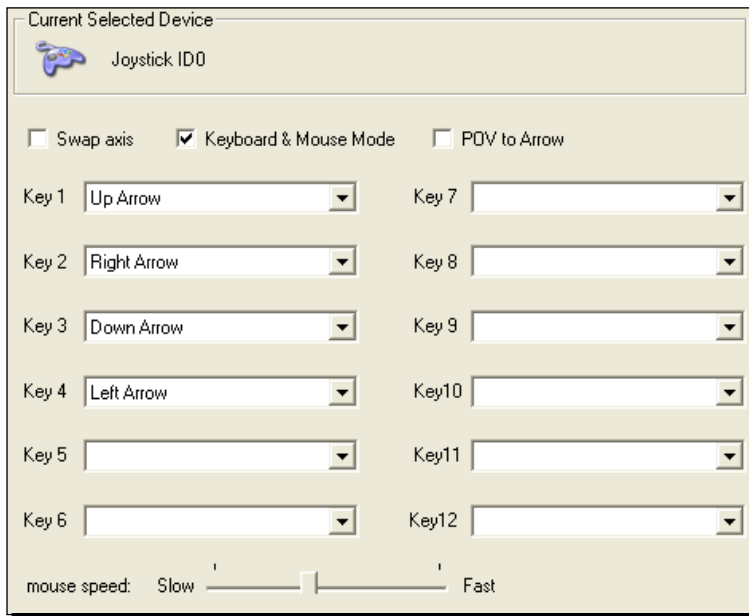 Current Selected Device
Joystick ID0
Swap axis Keyboard & Mouse Mode POV to Arrow
Key 1 Up Arrow Key 7
Key 2 Right Arrow Key 8
Key 3 Down Arrow Key 9
Key 4 Left Arrow Key10
Key 5 Key11
Key 6 Key12
mouse speed: Slow Fast